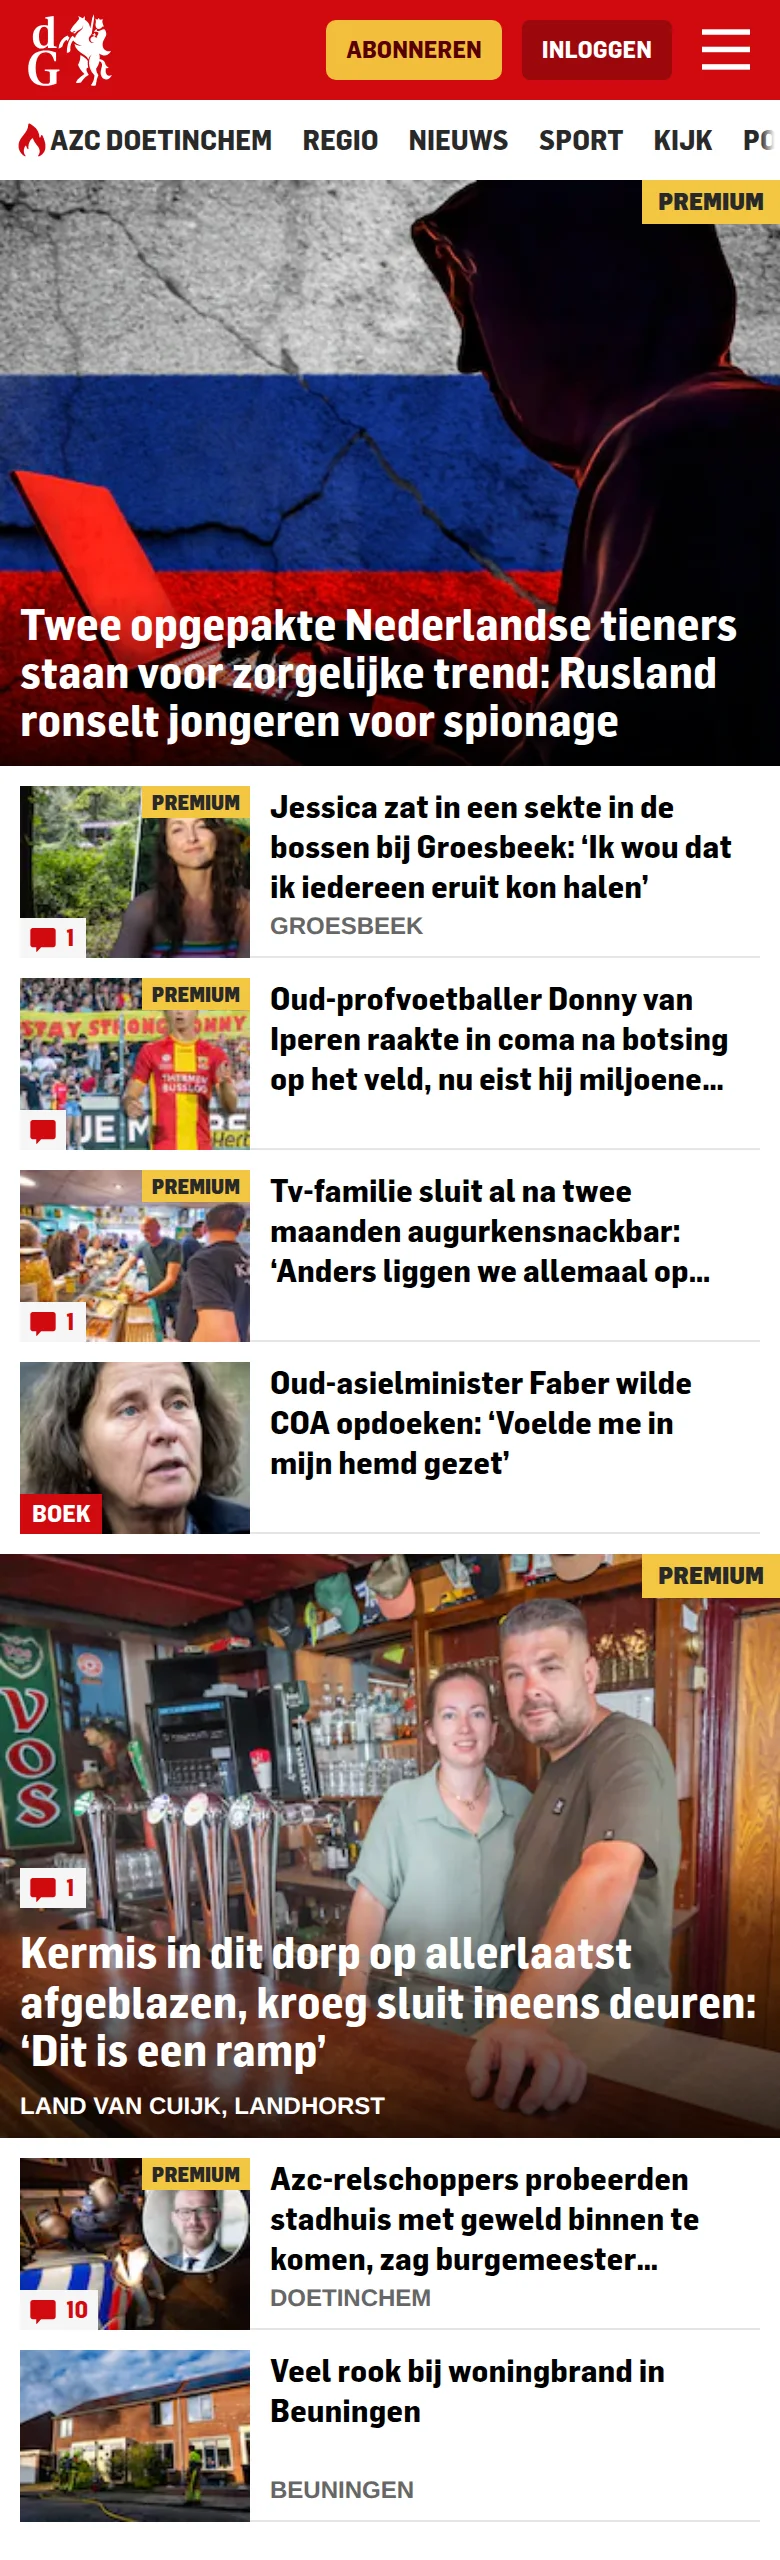 dG
ABONNEREN
INLOGGEN
AZC DOETINCHEM REGIO NIEUWS SPORT KIJK PO
PREMIUM
Twee opgepakte Nederlandse tieners
staan voor zorgelijke trend: Rusland
ronselt jongeren voor spionage
PREMIUM
1
Jessica zat in een sekte in de
bossen bij Groesbeek: ‘Ik wou dat
ik iedereen eruit kon halen’
GROESBEEK
PREMIUM
STAY STRONG DONNY
Oud-profvoetballer Donny van
Iperen raakte in coma na botsing
op het veld, nu eist hij miljoene...
PREMIUM
1
Tv-familie sluit al na twee
maanden augurkensnackbar:
‘Anders liggen we allemaal op...
BOEK
Oud-asielminister Faber wilde
COA opdoeken: ‘Voelde me in
mijn hemd gezet’
PREMIUM
VOS
1
Kermis in dit dorp op allerlaatst
afgeblazen, kroeg sluit ineens deuren:
‘Dit is een ramp’
LAND VAN CUIJK, LANDHORST
PREMIUM
10
Azc-relschoppers probeerden
stadhuis met geweld binnen te
komen, zag burgemeester...
DOETINCHEM
Veel rook bij woningbrand in
Beuningen
BEUNINGEN